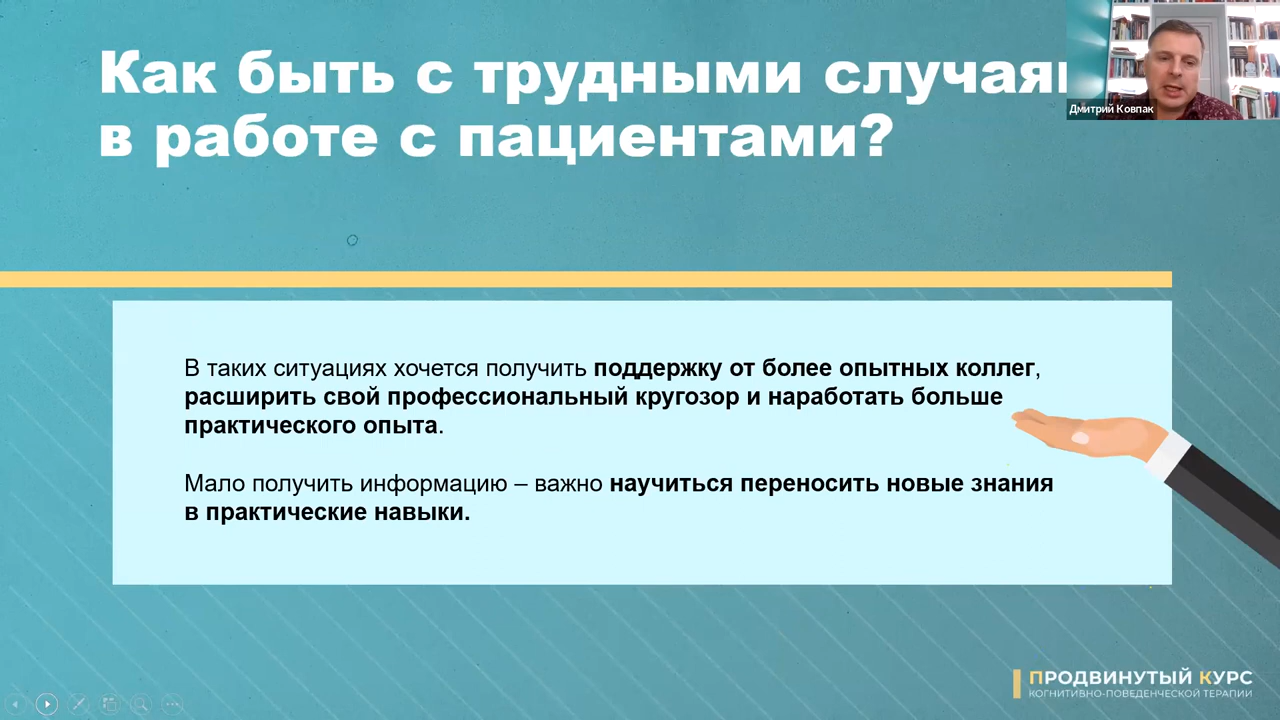 Как быть с трудными
в работе с пациентами?
Дмитрий Ковпак
В таких ситуациях хочется получить поддержку от более опытных коллег,
расширить свой профессиональный кругозор и наработать больше
практического опыта.
Мало получить информацию – важно научиться переносить новые знания
в практические навыки.
ПРОДВИНУТЫЙ КУРС
КОГНИТИВНО-ПОВЕДЕНЧЕСКОЙ ТЕРАПИИ